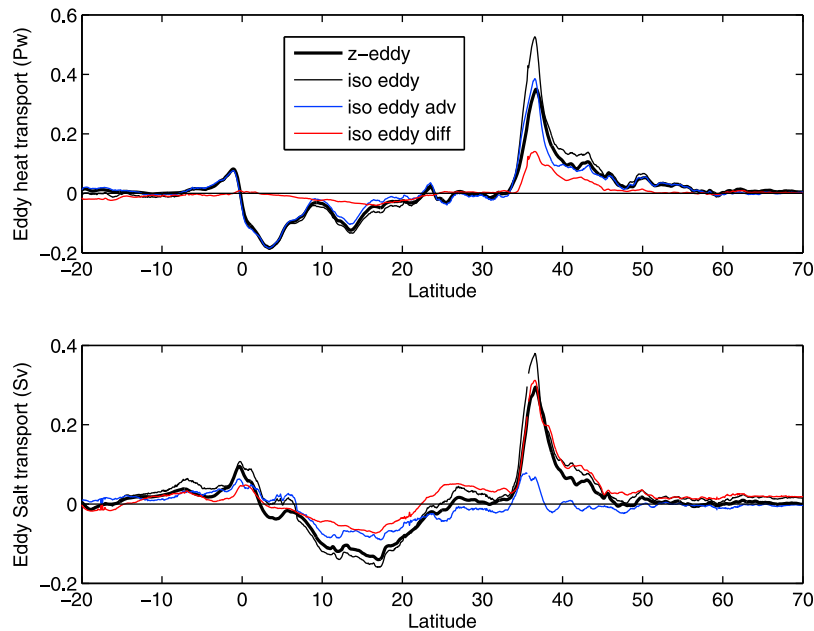 Eddy heat transport (Pw)
0.6
0.4
0.2
0
−0.2
z−eddy
iso eddy
iso eddy adv
iso eddy diff
−20 −10 0 10 20 30 40 50 60 70
Latitude
Eddy Salt transport (Sv)
0.4
0.2
0
−0.2
−20 −10 0 10 20 30 40 50 60 70
Latitude